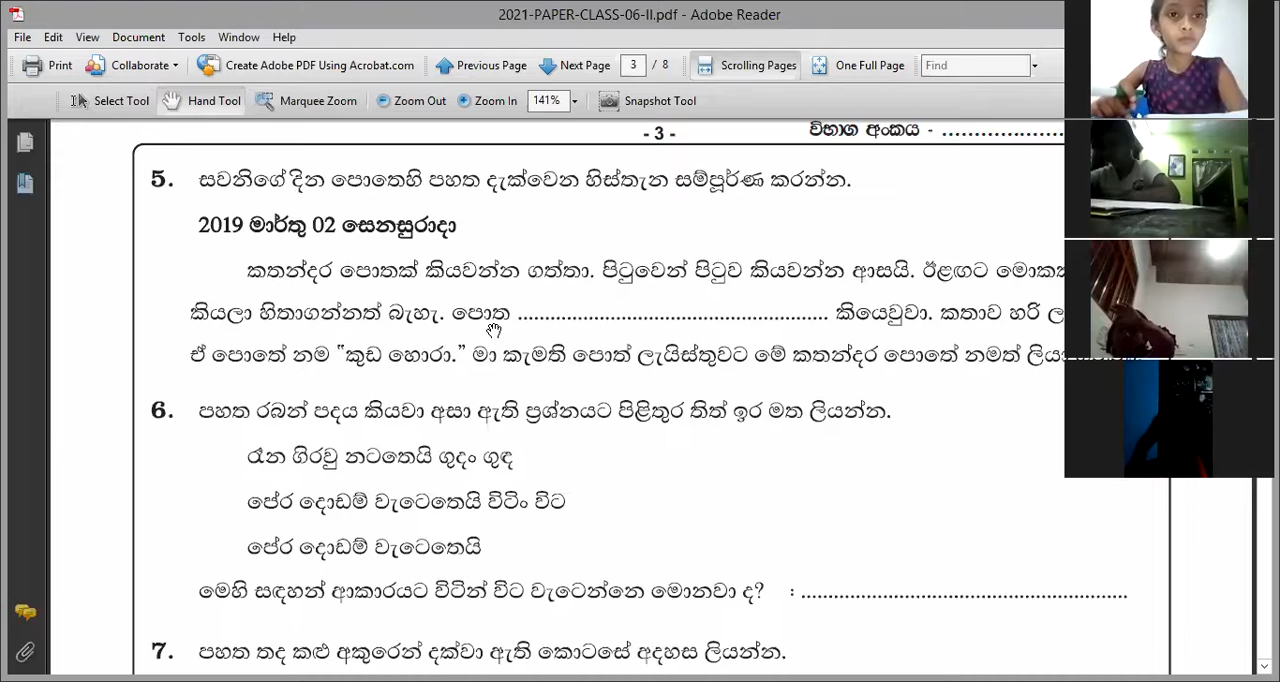 2021-PAPER-CLASS-06-II.pdf - Adobe Reader
File Edit View Document Tools Window Help
Print Collaborate Create Adobe PDF Using Acrobat.com Previous Page Next Page 3 / 8 Scrolling Pages One Full Page Find
Select Tool Hand Tool Marquee Zoom Zoom Out Zoom In 141% Snapshot Tool
- 3 - විභාග අංකය - .....................
5. සවනිගේ දින පොතෙහි පහත දැක්වෙන හිස්තැන සම්පූර්ණ කරන්න.
2019 මාර්තු 02 සෙනසුරාදා
කතන්දර පොතක් කියවන්න ගත්තා. පිටුවෙන් පිටුව කියවන්න ආසයි. ඊළඟට
කියලා හිතාගන්නත් බැහැ. පොත ............................................................ කියෙවුවා. කතාව හරි
ඒ පොතේ නම "කුඩ හොරා." මා කැමති පොත් ලැයිස්තුවට මේ කතන්දර පොතේ නමත්
6. පහත රබන් පදය කියවා අසා ඇති ප්‍රශ්නයට පිළිතුර තිත් ඉර මත ලියන්න.
රෑන ගිරවු නටතෙයි ගුදං ගුඳ
පේර දොඩම් වැටෙතෙයි විටිං විට
පේර දොඩම් වැටෙතෙයි
මෙහි සඳහන් ආකාරයට විටින් විට වැටෙන්නෙ මොනවා ද? : ............................................................
7. පහත තද කළු අකුරෙන් දක්වා ඇති කොටසේ අදහස ලියන්න.